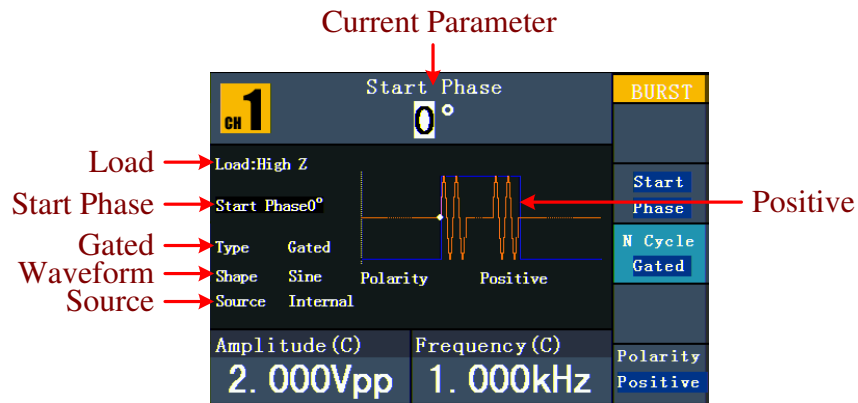 Current Parameter
CH 1
Start Phase
0°
BURST
Load
Load:High Z
Start Phase
Start Phase0°
Gated
Type Gated
Waveform
Shape Sine
Source
Source Internal
Polarity Positive
Positive
Start
Phase
N Cycle
Gated
Polarity
Positive
Amplitude(C)
2.000Vpp
Frequency(C)
1.000kHz